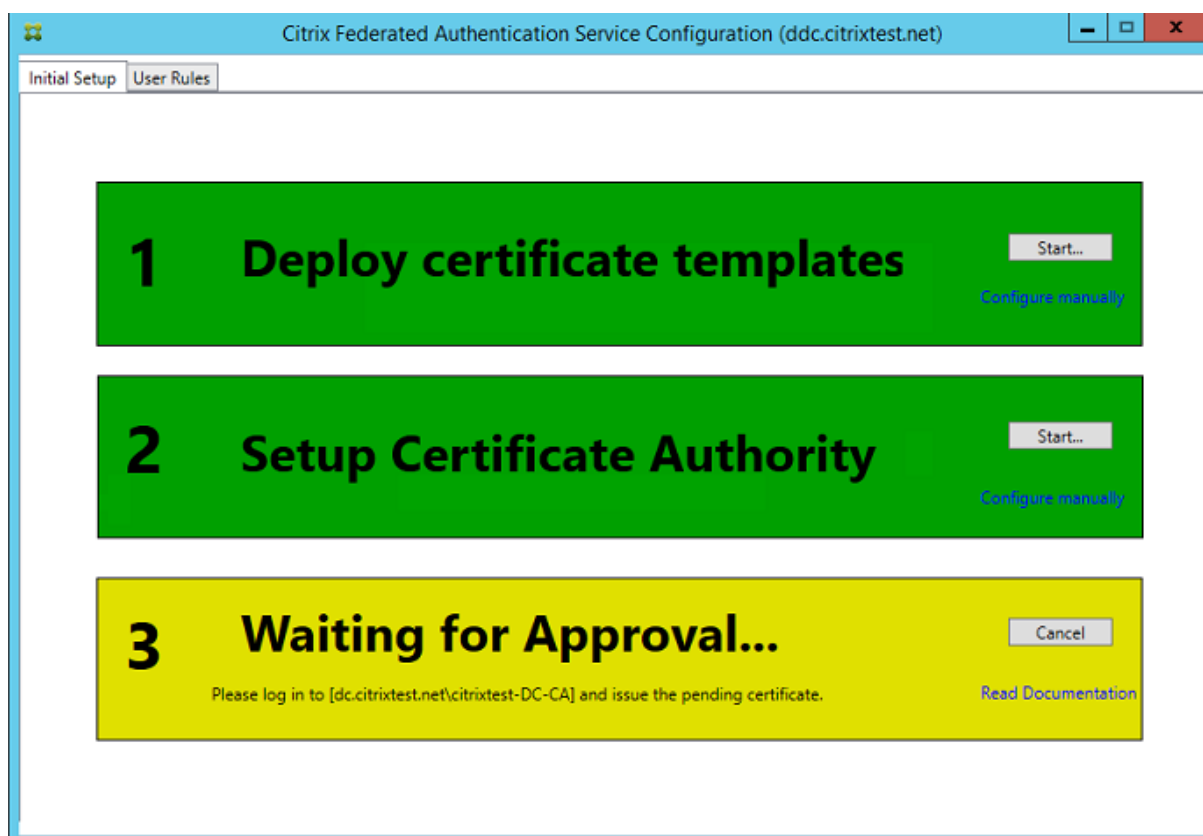 Citrix Federated Authentication Service Configuration (ddc.citrixtest.net)
Initial Setup
User Rules
1
Deploy certificate templates
Start...
Configure manually
2
Setup Certificate Authority
Start...
Configure manually
3
Waiting for Approval...
Cancel
Please log in to [dc.citrixtest.net\citrixtest-DC-CA] and issue the pending certificate.
Read Documentation